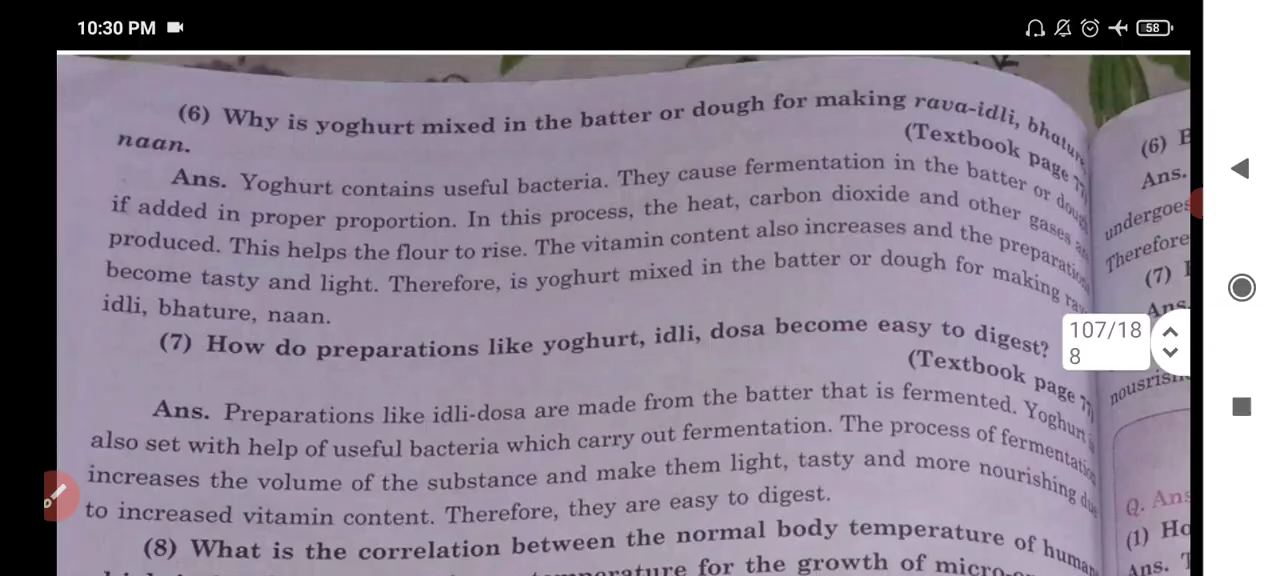 10:30 PM
58
(6) Why is yoghurt mixed in the batter or dough for making rava-idli, bhature
naan.
(Textbook page 77)
Ans. Yoghurt contains useful bacteria. They cause fermentation in the batter or dough
if added in proper proportion. In this process, the heat, carbon dioxide and other gases
produced. This helps the flour to rise. The vitamin content also increases and the preparation
become tasty and light. Therefore, is yoghurt mixed in the batter or dough for making
idli, bhature, naan.
(7) How do preparations like yoghurt, idli, dosa become easy to digest?
(Textbook page 77)
Ans. Preparations like idli-dosa are made from the batter that is fermented. Yoghurt
also set with help of useful bacteria which carry out fermentation. The process of fermentation
increases the volume of the substance and make them light, tasty and more nourishing
to increased vitamin content. Therefore, they are easy to digest.
(8) What is the correlation between the normal body temperature of human
for the growth of
(6)
Ans.
undergoes
Therefore
(7)
Ans.
107/18
8
Q. Ans
(1) Ho
Ans.